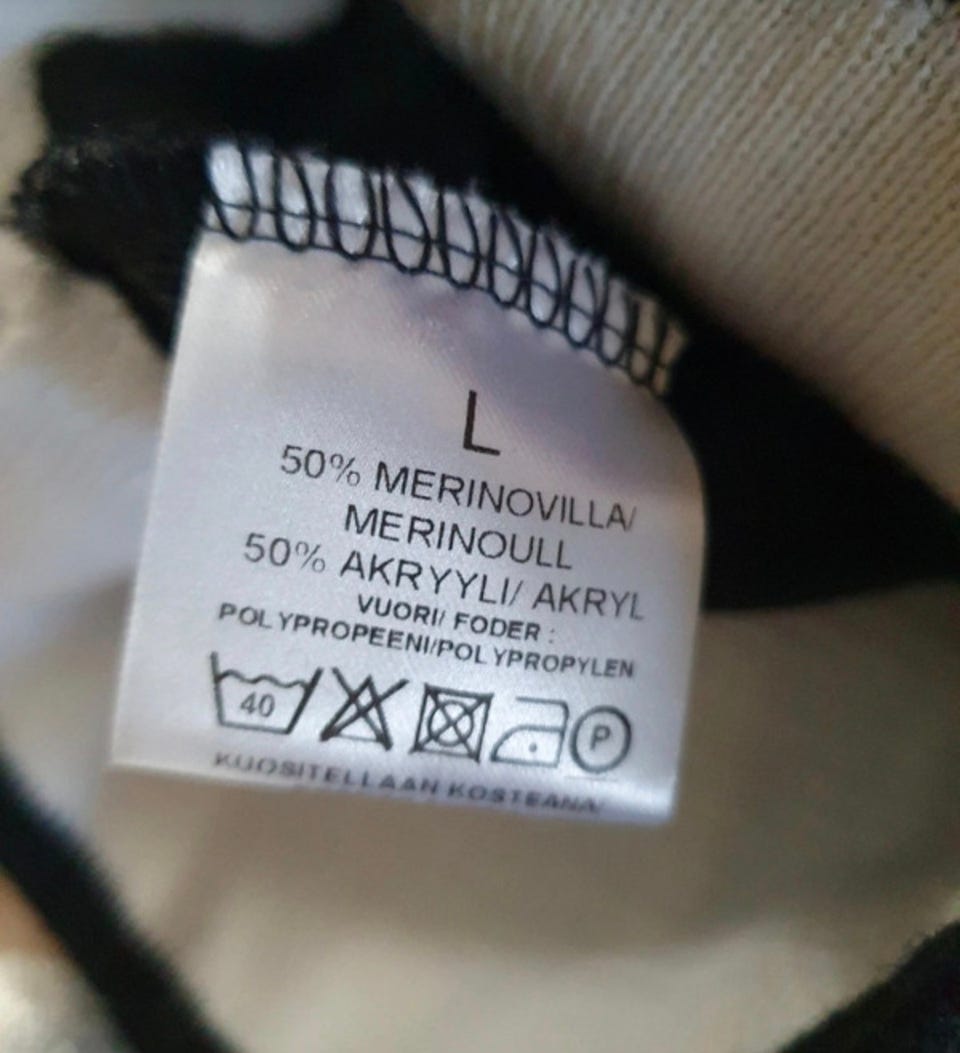 L
50% MERINOVILLA/
MERINOULL
50% AKRYYLI/ AKRYL
VUORI/ FODER :
POLYPROPEENI/POLYPROPYLEN
40 P
KUOSITELLAAN KOSTEANA/